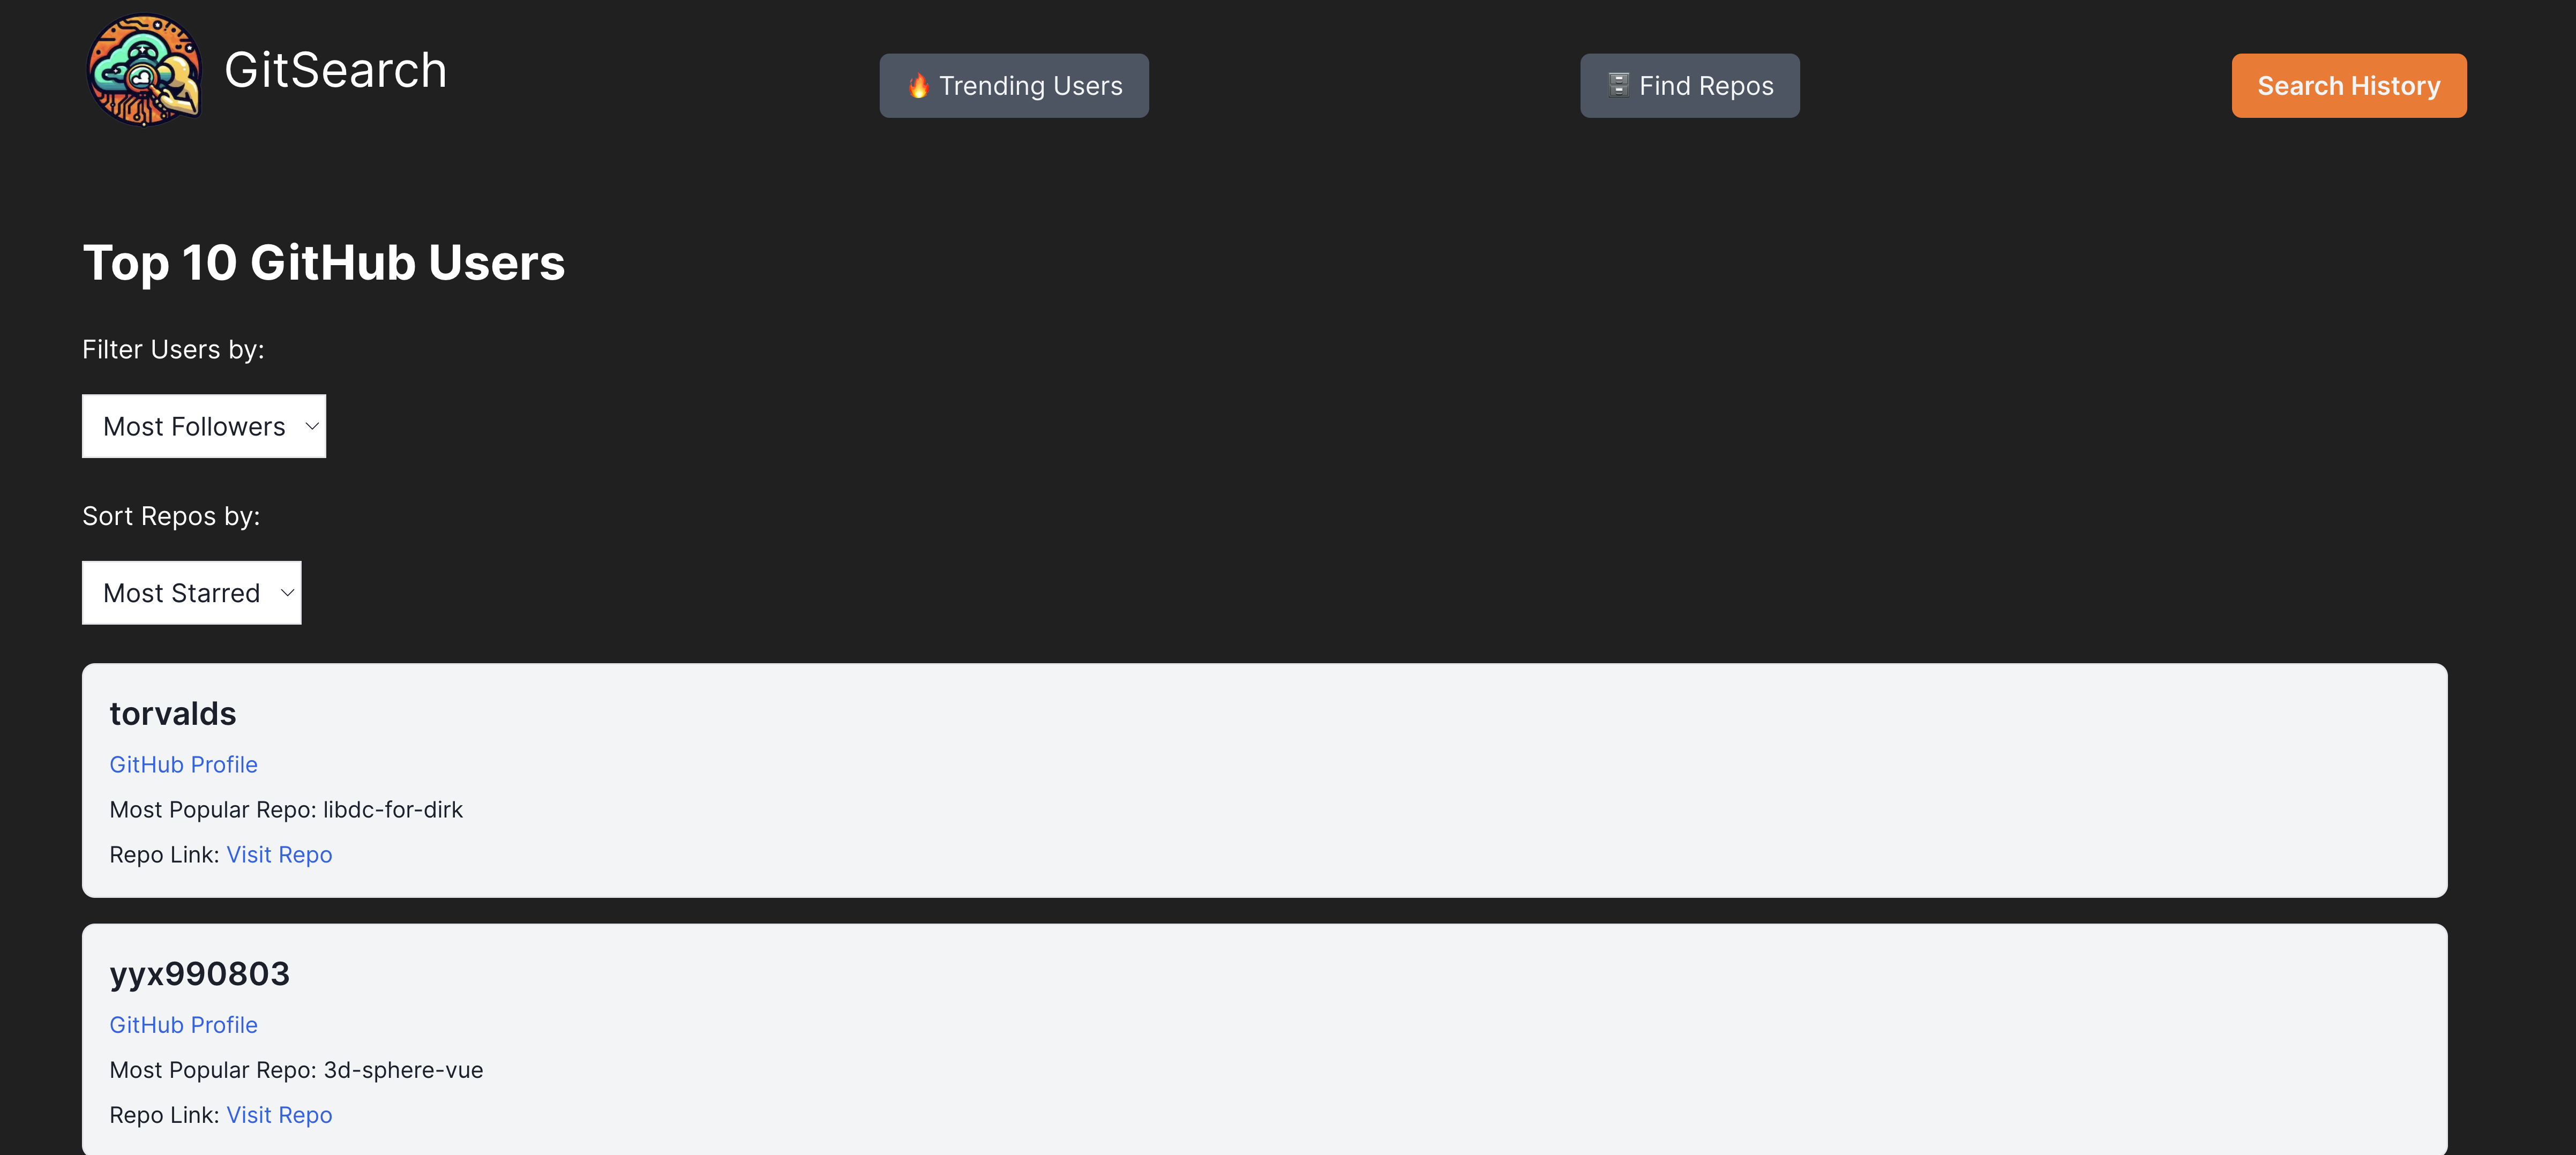 GitSearch
🔥 Trending Users
🗄 Find Repos
Search History
Top 10 GitHub Users
Filter Users by:
Most Followers
Sort Repos by:
Most Starred
torvalds
GitHub Profile
Most Popular Repo: libdc-for-dirk
Repo Link: Visit Repo
yyx990803
GitHub Profile
Most Popular Repo: 3d-sphere-vue
Repo Link: Visit Repo